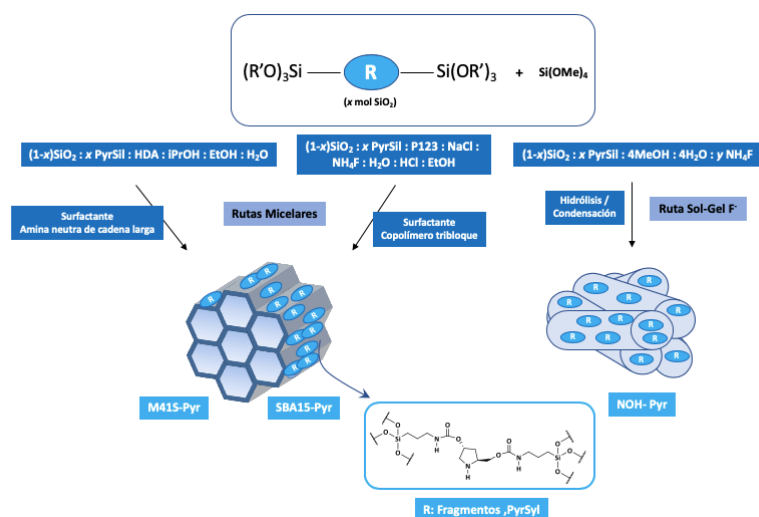 (R'O)₃Si R Si(OR')₃ + Si(OMe)₄
(x mol SiO₂)
(1-x)SiO₂ : x PyrSil : HDA : iPrOH : EtOH : H₂O
(1-x)SiO₂ : x PyrSil : P123 : NaCl :
NH₄F : H₂O : HCl : EtOH
(1-x)SiO₂ : x PyrSil : 4MeOH : 4H₂O : y NH₄F
Surfactante
Amina neutra de cadena larga
Rutas Micelares
Surfactante
Copolímero tribloque
Hidrólisis /
Condensación
Ruta Sol-Gel F⁻
R R R R R R R R R R R
R R R R R R R R R R
M41S-Pyr
SBA15-Pyr
NOH- Pyr
O O
O Si N O O N Si O
O H N H O
H
R: Fragmentos ,PyrSyl